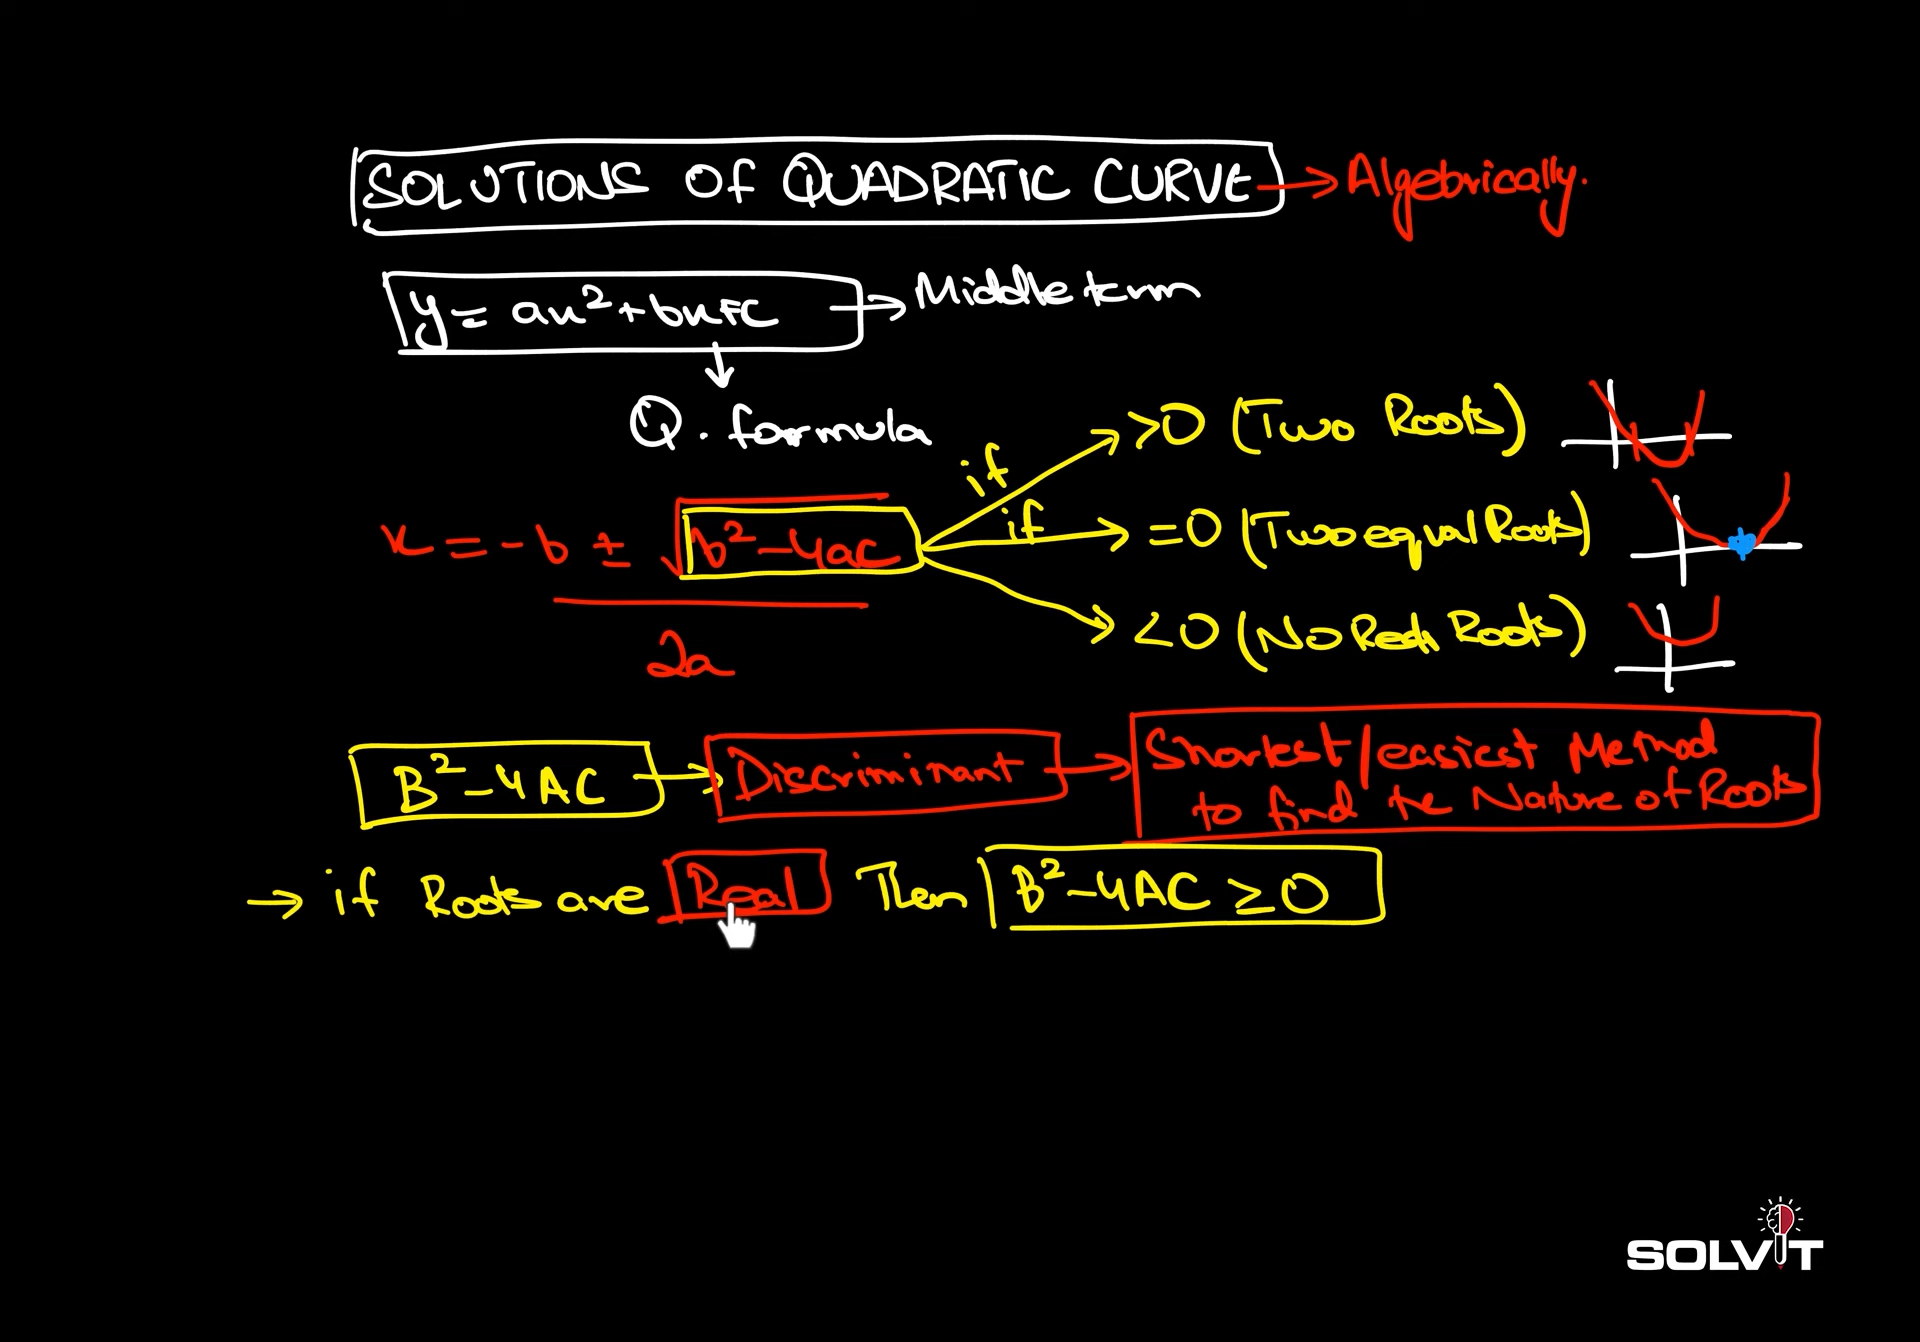 SOLUTIONS OF QUADRATIC CURVE → Algebrically.
y = ax²+bx+c → Middle term
↓
Q. formula
if >0 (Two Roots)
x = -b ± √b²-4ac if =0 (Two equal Roots)
<0 (No Real Roots)
2a
B²-4AC → Discriminant → Shortest/easiest Method
to find the Nature of Roots
→ if Roots are Real Then B²-4AC ≥ 0
SOLVIT